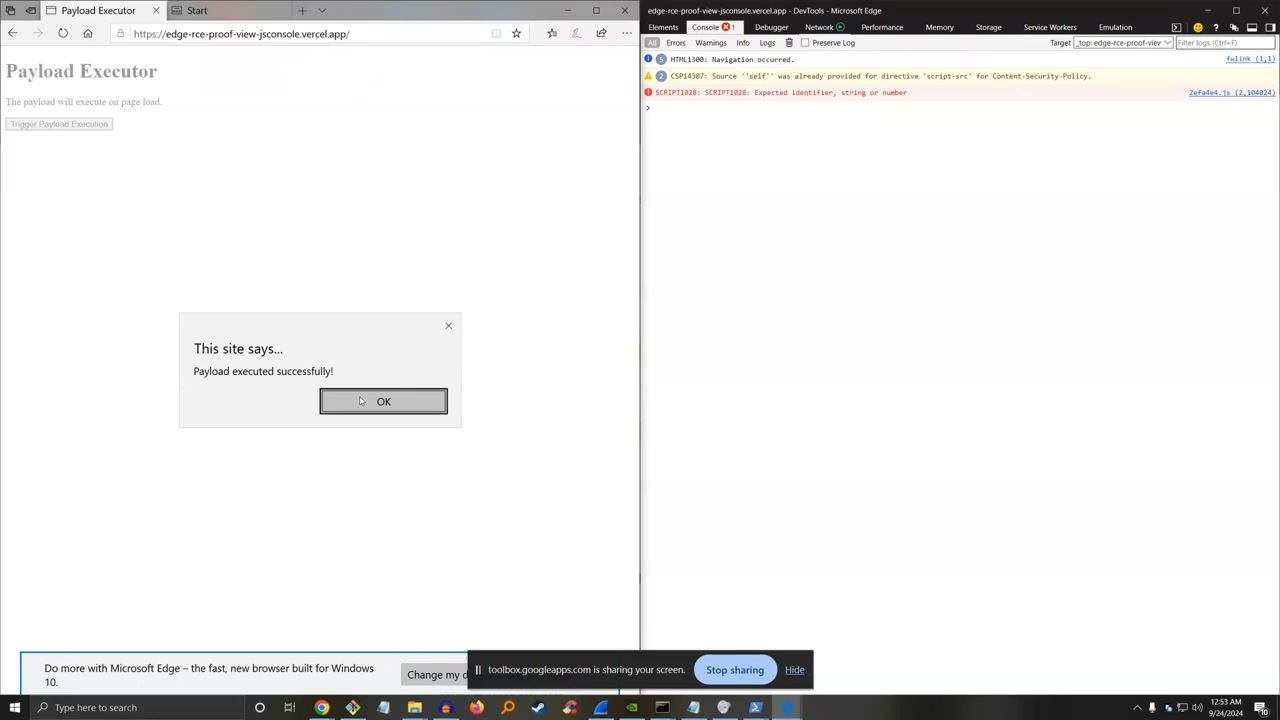 Payload Executor
Start
https://edge-rce-proof-view-jsconsole.vercel.app/
Payload Executor
The payload will execute on page load.
Trigger Payload Execution
This site says...
Payload executed successfully!
OK
Do more with Microsoft Edge – the fast, new browser built for Windows
10.
Change my d
edge-rce-proof-view-jsconsole.vercel.app - DevTools - Microsoft Edge
Elements Console 1 Debugger Network Performance Memory Storage Service Workers Emulation
All Errors Warnings Info Logs Preserve Log Target _top: edge-rce-proof-view Filter logs (Ctrl+F)
5 HTML1300: Navigation occurred. fwlink (1,1)
2 CSP14307: Source ''self'' was already provided for directive 'script-src' for Content-Security-Policy.
SCRIPT1028: SCRIPT1028: Expected identifier, string or number 2efa4e4.js (2,104024)
toolbox.googleapps.com is sharing your screen. Stop sharing Hide
Type here to search
12:53 AM
9/24/2024
10